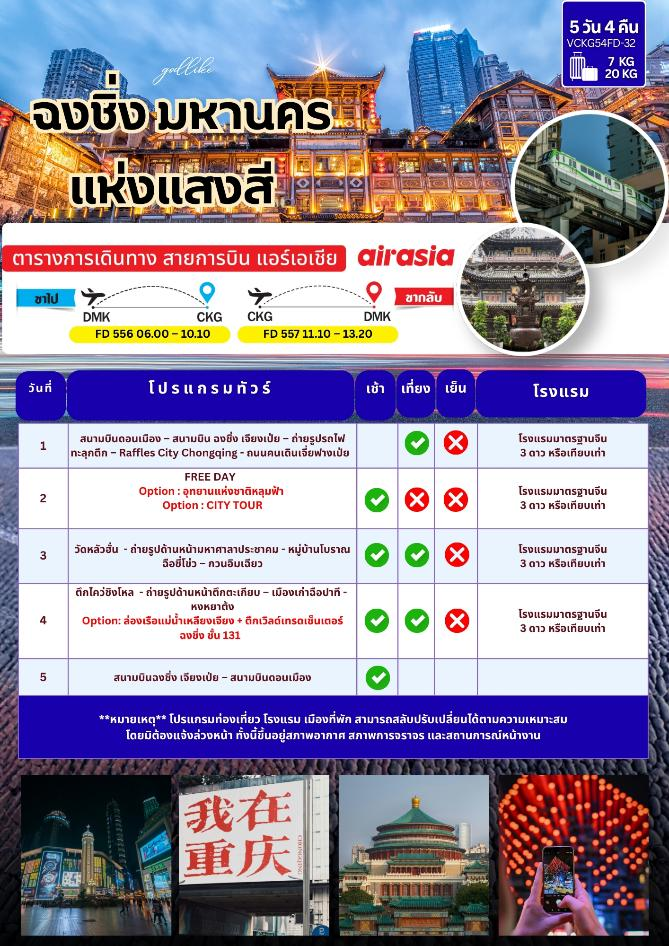 5 วัน 4 คืน
VCKG54FD-32
7 KG
20 KG
godlike
ฉงชิ่ง มหานคร
แห่งแสงสี
ตารางการเดินทาง สายการบิน แอร์เอเชีย
airasia
ขาไป
DMK
CKG
FD 556 06.00 – 10.10
CKG
DMK
ขากลับ
FD 557 11.10 – 13.20
วันที่
โปรแกรมทัวร์
เช้า
เที่ยง
เย็น
โรงแรม
1
สนามบินดอนเมือง – สนามบิน ฉงชิ่ง เจียงเป่ย – ถ่ายรูปรถไฟ
ทะลุตึก – Raffles City Chongqing - ถนนคนเดินเจี่ยฟางเป่ย
โรงแรมมาตรฐานจีน
3 ดาว หรือเทียบเท่า
2
FREE DAY
Option : อุทยานแห่งชาติหลุมฟ้า
Option : CITY TOUR
โรงแรมมาตรฐานจีน
3 ดาว หรือเทียบเท่า
3
วัดหลัวฮั่น - ถ่ายรูปด้านหน้ามหาศาลาประชาคม - หมู่บ้านโบราณ
ฉือชี่โข่ว – กวนอิมเฉียว
โรงแรมมาตรฐานจีน
3 ดาว หรือเทียบเท่า
4
ตึกไคว่ชิงโหล - ถ่ายรูปด้านหน้าตึกตะเกียบ – เมืองเก่าฉือปาที -
หงหยาต้ง
Option: ล่องเรือแม่น้ำเหลียงเจียง + ตึกเวิลด์เทรดเซ็นเตอร์
ฉงชิ่ง ชั้น 131
โรงแรมมาตรฐานจีน
3 ดาว หรือเทียบเท่า
5
สนามบินฉงชิ่ง เจียงเป่ย – สนามบินดอนเมือง
**หมายเหตุ** โปรแกรมท่องเที่ยว โรงแรม เมืองที่พัก สามารถสลับปรับเปลี่ยนได้ตามความเหมาะสม
โดยมิต้องแจ้งล่วงหน้า ทั้งนี้ขึ้นอยู่สภาพอากาศ สภาพการจราจร และสถานการณ์หน้างาน
我在
重庆
CHONGQING